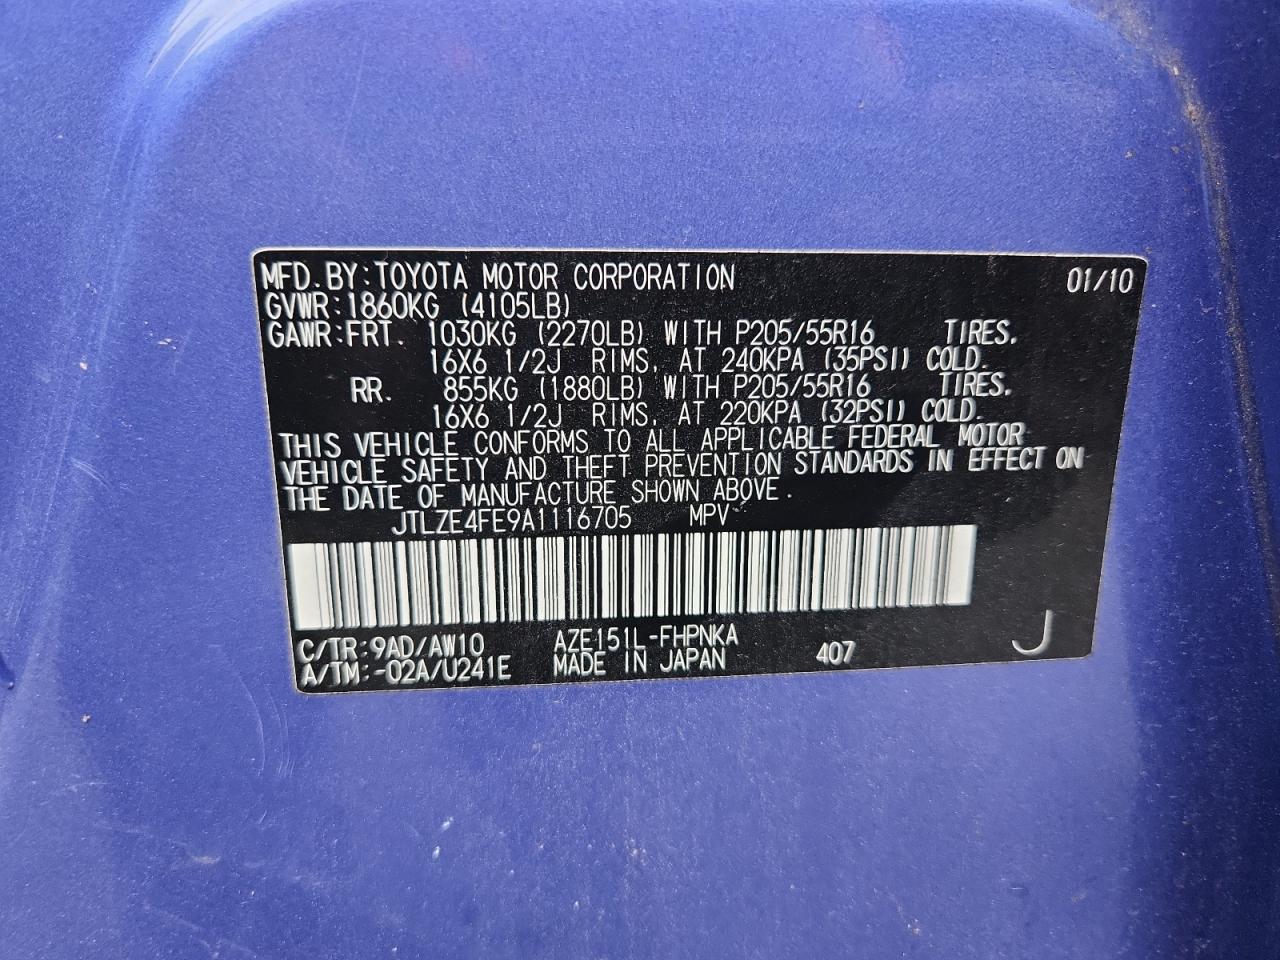 MFD. BY: TOYOTA MOTOR CORPORATION 01/10
GVWR: 1860KG (4105LB)
GAWR: FRT. 1030KG (2270LB) WITH P205/55R16 TIRES.
16X6 1/2J RIMS, AT 240KPA (35PSI) COLD.
RR. 855KG (1880LB) WITH P205/55R16 TIRES.
16X6 1/2J RIMS, AT 220KPA (32PSI) COLD.
THIS VEHICLE CONFORMS TO ALL APPLICABLE FEDERAL MOTOR
VEHICLE SAFETY AND THEFT PREVENTION STANDARDS IN EFFECT ON
THE DATE OF MANUFACTURE SHOWN ABOVE.
JTLZE4FE9A1116705 MPV
C/TR: 9AD/AW10 AZE151L-FHPNKA
A/TM: -02A/U241E MADE IN JAPAN 407 J